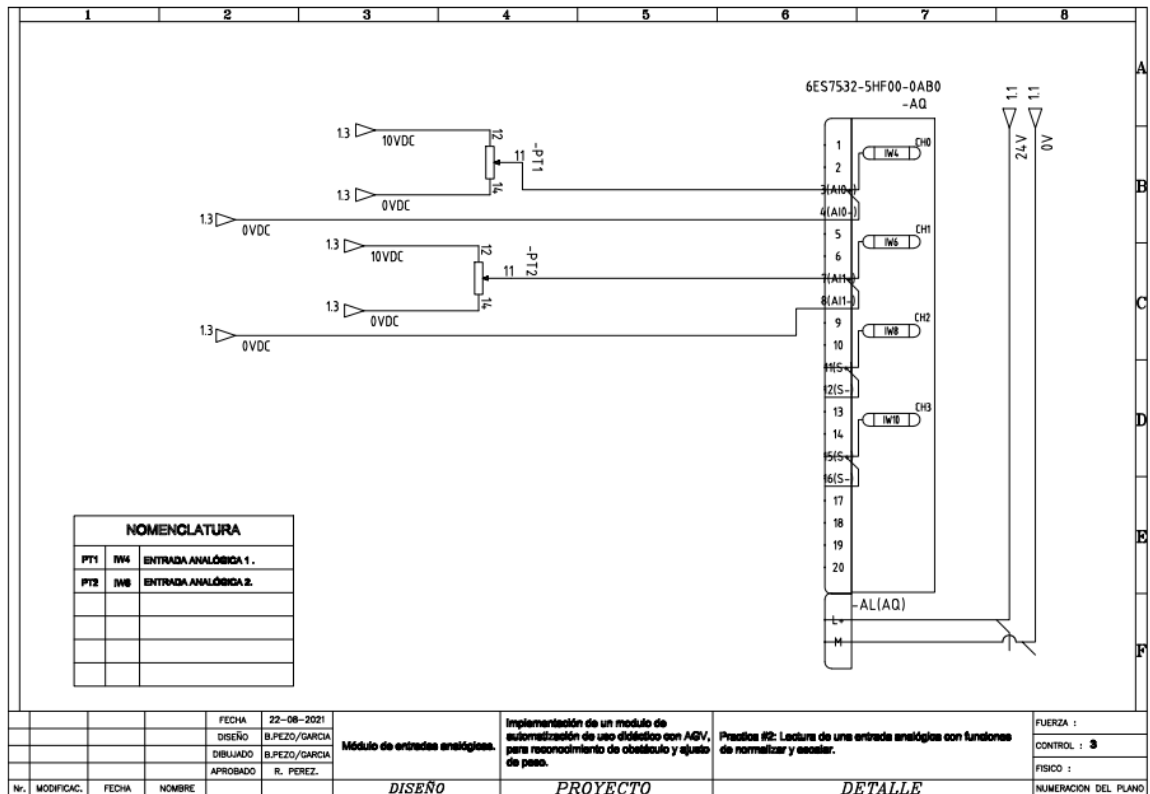 1 2 3 4 5 6 7 8
A
B
C
D
E
F
6ES7532-5HF00-0AB0
-AQ
1.1 1.1
24V 0V
1.3 10VDC
12
11
14
-PT1
1.3 0VDC
1.3 0VDC
1.3 10VDC
12
11
14
-PT2
1.3 0VDC
1.3 0VDC
1
2
3(AI0+)
4(AI0-)
5
6
7(AI1+)
8(AI1-)
9
10
11(S+
12(S-)
13
14
15(S+
16(S-)
17
18
19
20
IW4 CH0
IW6 CH1
IW8 CH2
IW10 CH3
-AL(AQ)
L+
M
NOMENCLATURA
PT1 IW4 ENTRADA ANALÓGICA 1 .
PT2 IW6 ENTRADA ANALÓGICA 2.
FECHA 22-08-2021
DISEÑO B.PEZO/GARCIA
DIBUJADO B.PEZO/GARCIA
APROBADO R. PEREZ.
Nr. MODIFICAC. FECHA NOMBRE
Módulo de entradas analógicas.
DISEÑO
Implementación de un modulo de
automatización de uso didáctico con AGV,
para reconocimiento de obstáculo y ajuste
de peso.
PROYECTO
Practica #2: Lectura de una entrada analógica con funciones
de normalizar y escalar.
DETALLE
FUERZA :
CONTROL : 3
FISICO :
NUMERACION DEL PLANO